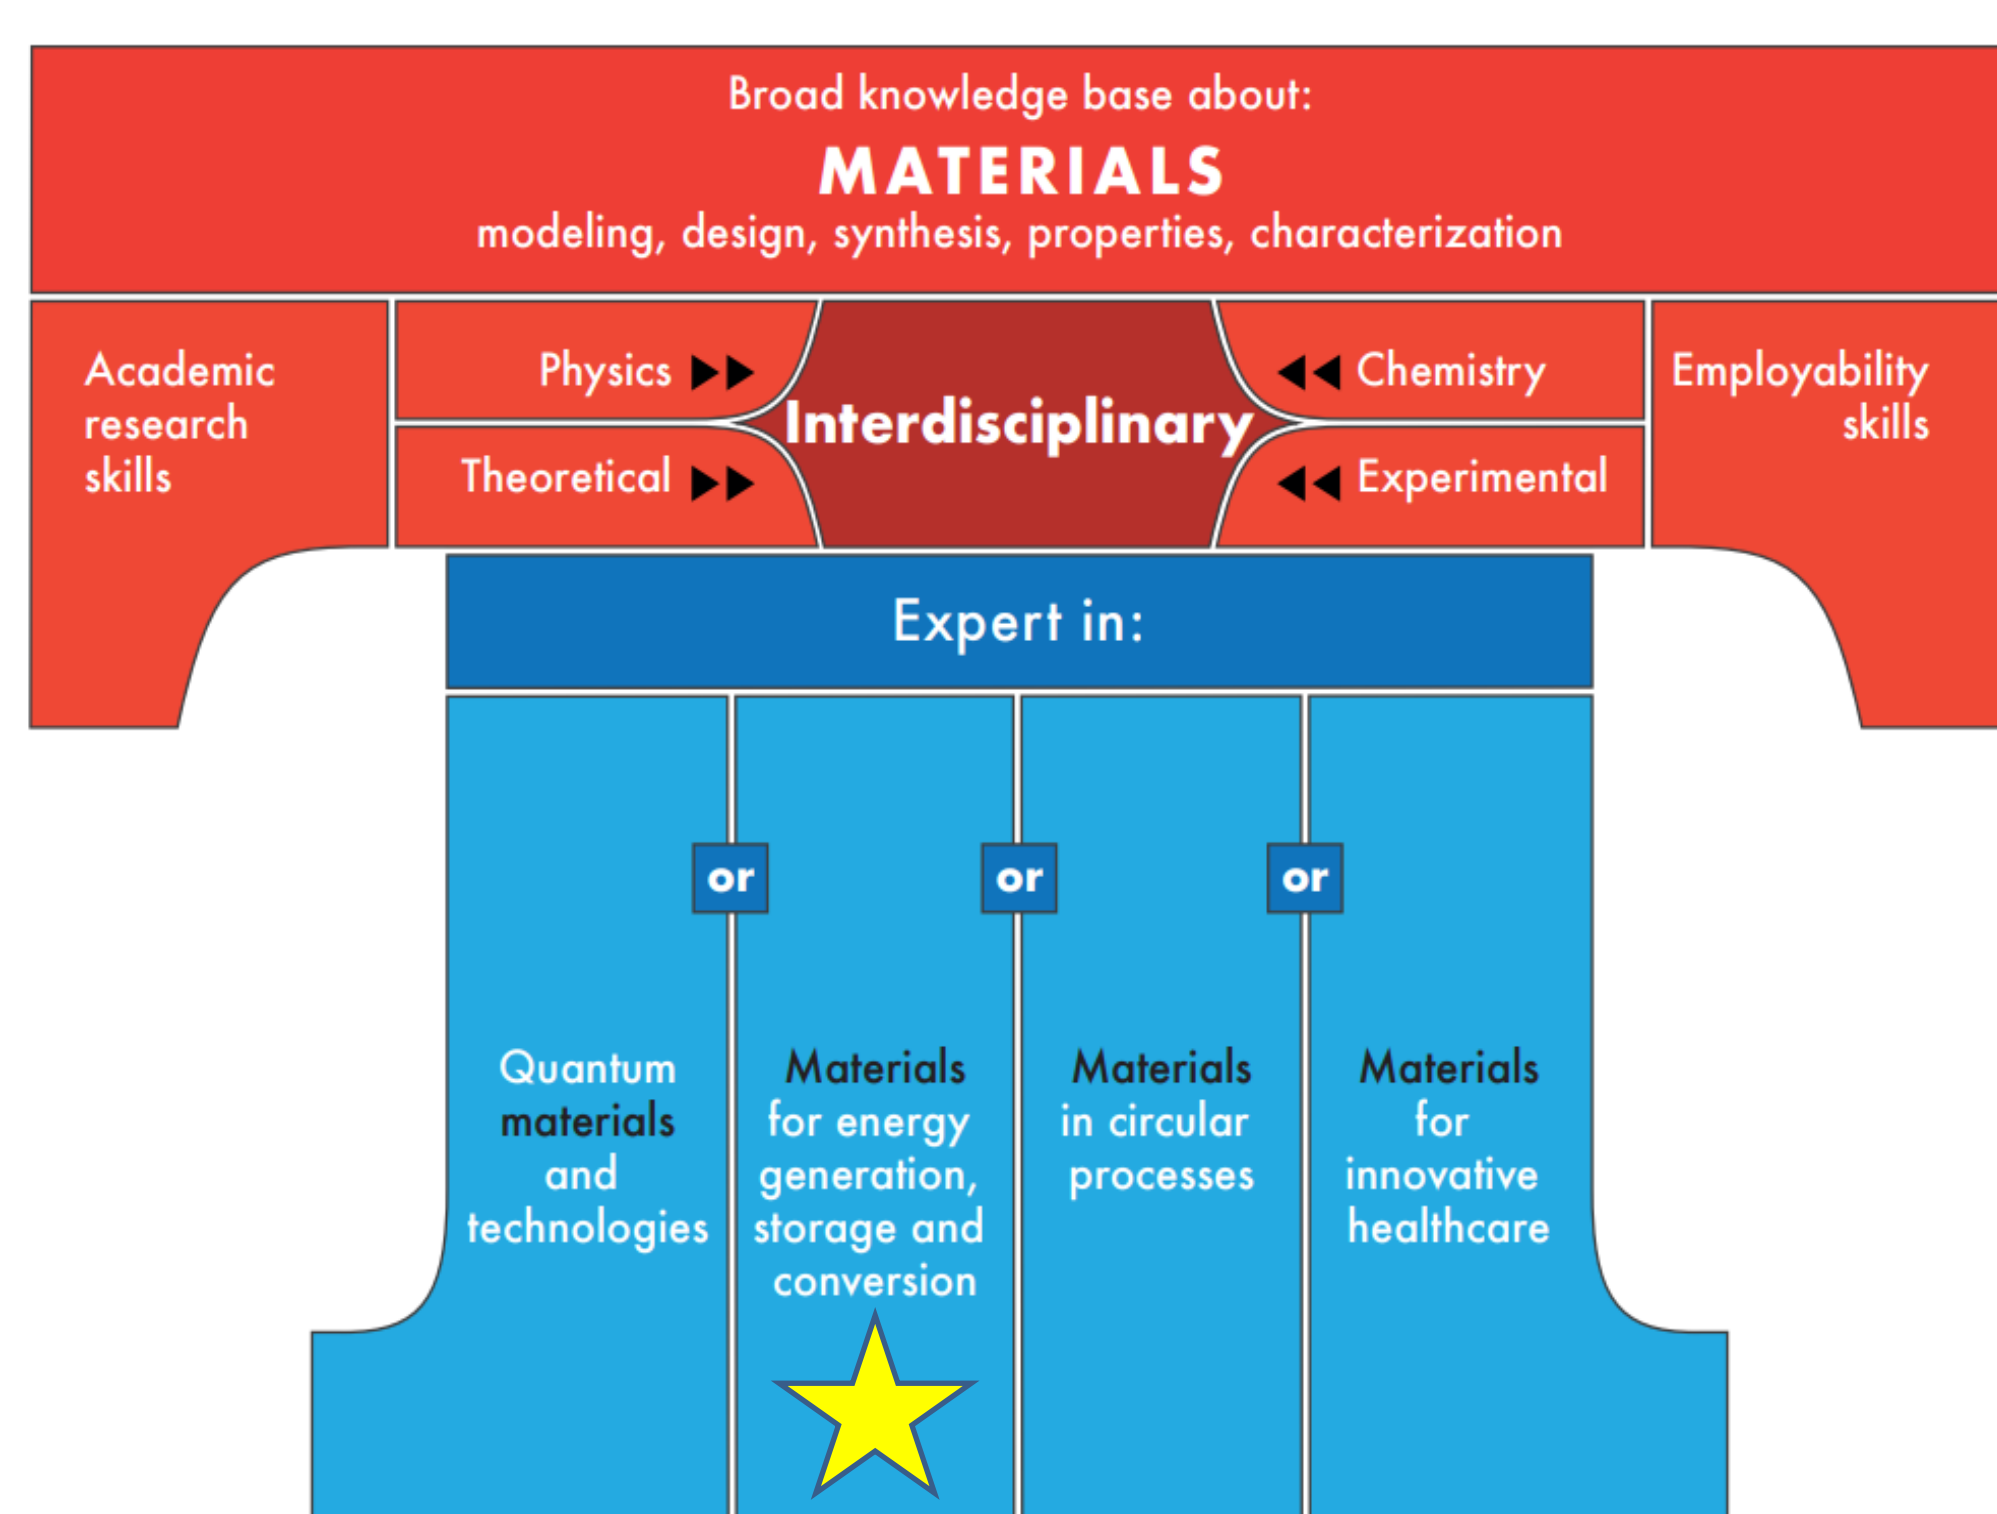 Broad knowledge base about:
MATERIALS
modeling, design, synthesis, properties, characterization
Academic
research
skills
Physics
Theoretical
Interdisciplinary
Chemistry
Experimental
Employability
skills
Expert in:
or
or
or
Quantum
materials
and
technologies
Materials
for energy
generation,
storage and
conversion
Materials
in circular
processes
Materials
for
innovative
healthcare